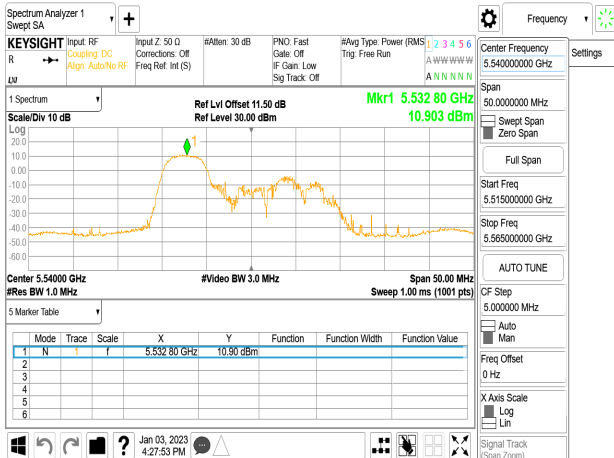 Spectrum Analyzer 1
Swept SA
Frequency
KEYSIGHT
R
LXI
Input: RF
Coupling: DC
Align: Auto/No RF
Input Z: 50 Ω
Corrections: Off
Freq Ref: Int (S)
#Atten: 30 dB
PNO: Fast
Gate: Off
IF Gain: Low
Sig Track: Off
#Avg Type: Power (RMS
Trig: Free Run
1 2 3 4 5 6
A W W W W W
A N N N N N
1 Spectrum
Scale/Div 10 dB
Ref Lvl Offset 11.50 dB
Ref Level 30.00 dBm
Mkr1 5.532 80 GHz
10.903 dBm
Log
20.0
10.0
0.00
-10.0
-20.0
-30.0
-40.0
-50.0
-60.0
1
Center 5.54000 GHz
#Res BW 1.0 MHz
#Video BW 3.0 MHz
Span 50.00 MHz
Sweep 1.00 ms (1001 pts)
5 Marker Table
Mode Trace Scale X Y Function Function Width Function Value
1 N 1 f 5.532 80 GHz 10.90 dBm
2
3
4
5
6
Jan 03, 2023
4:27:53 PM
?
Center Frequency
5.540000000 GHz
Settings
Span
50.0000000 MHz
Swept Span
Zero Span
Full Span
Start Freq
5.515000000 GHz
Stop Freq
5.565000000 GHz
AUTO TUNE
CF Step
5.000000 MHz
Auto
Man
Freq Offset
0 Hz
X Axis Scale
Log
Lin
Signal Track
(Span Zoom)